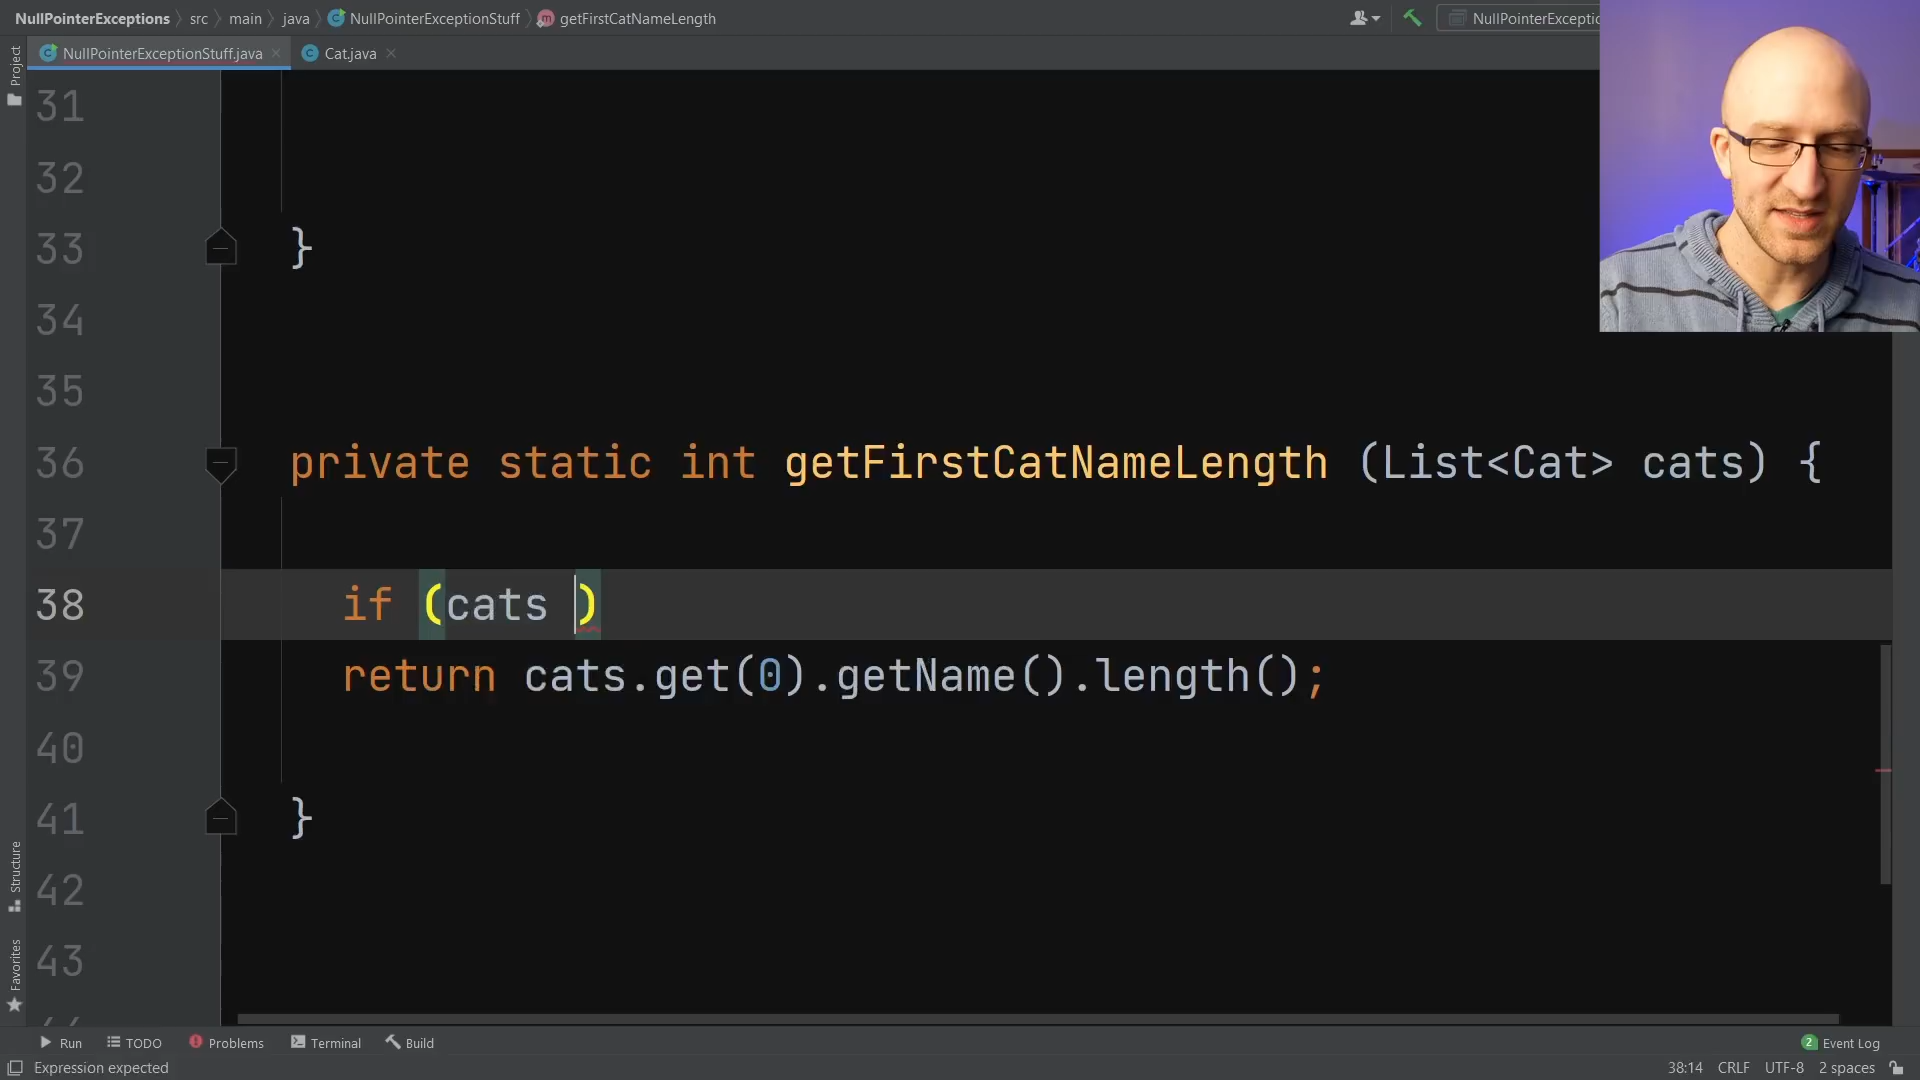 NullPointerExceptions src main java NullPointerExceptionStuff getFirstCatNameLength NullPointerExceptio
NullPointerExceptionStuff.java Cat.java
Project
31
32
33 }
34
35
36 private static int getFirstCatNameLength (List<Cat> cats) {
37
38 if (cats )
39 return cats.get(0).getName().length();
40
41 }
42
43
Structure
Favorites
Run TODO Problems Terminal Build 2 Event Log
Expression expected 38:14 CRLF UTF-8 2 spaces